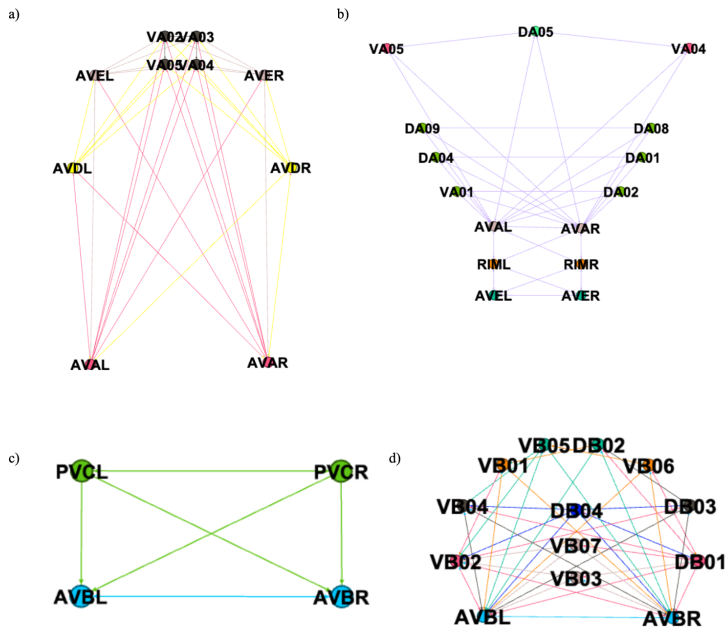 a)
VA02 VA03
VA05 VA04
AVEL AVER
AVDL AVDR
AVAL AVAR
b)
DA05
VA05 VA04
DA09 DA08
DA04 DA01
VA01 DA02
AVAL AVAR
RIML RIMR
AVEL AVER
c)
PVCL PVCR
AVBL AVBR
d)
VB05 DB02
VB01 VB06
VB04 DB04 DB03
VB07
VB02 DB01
VB03
AVBL AVBR